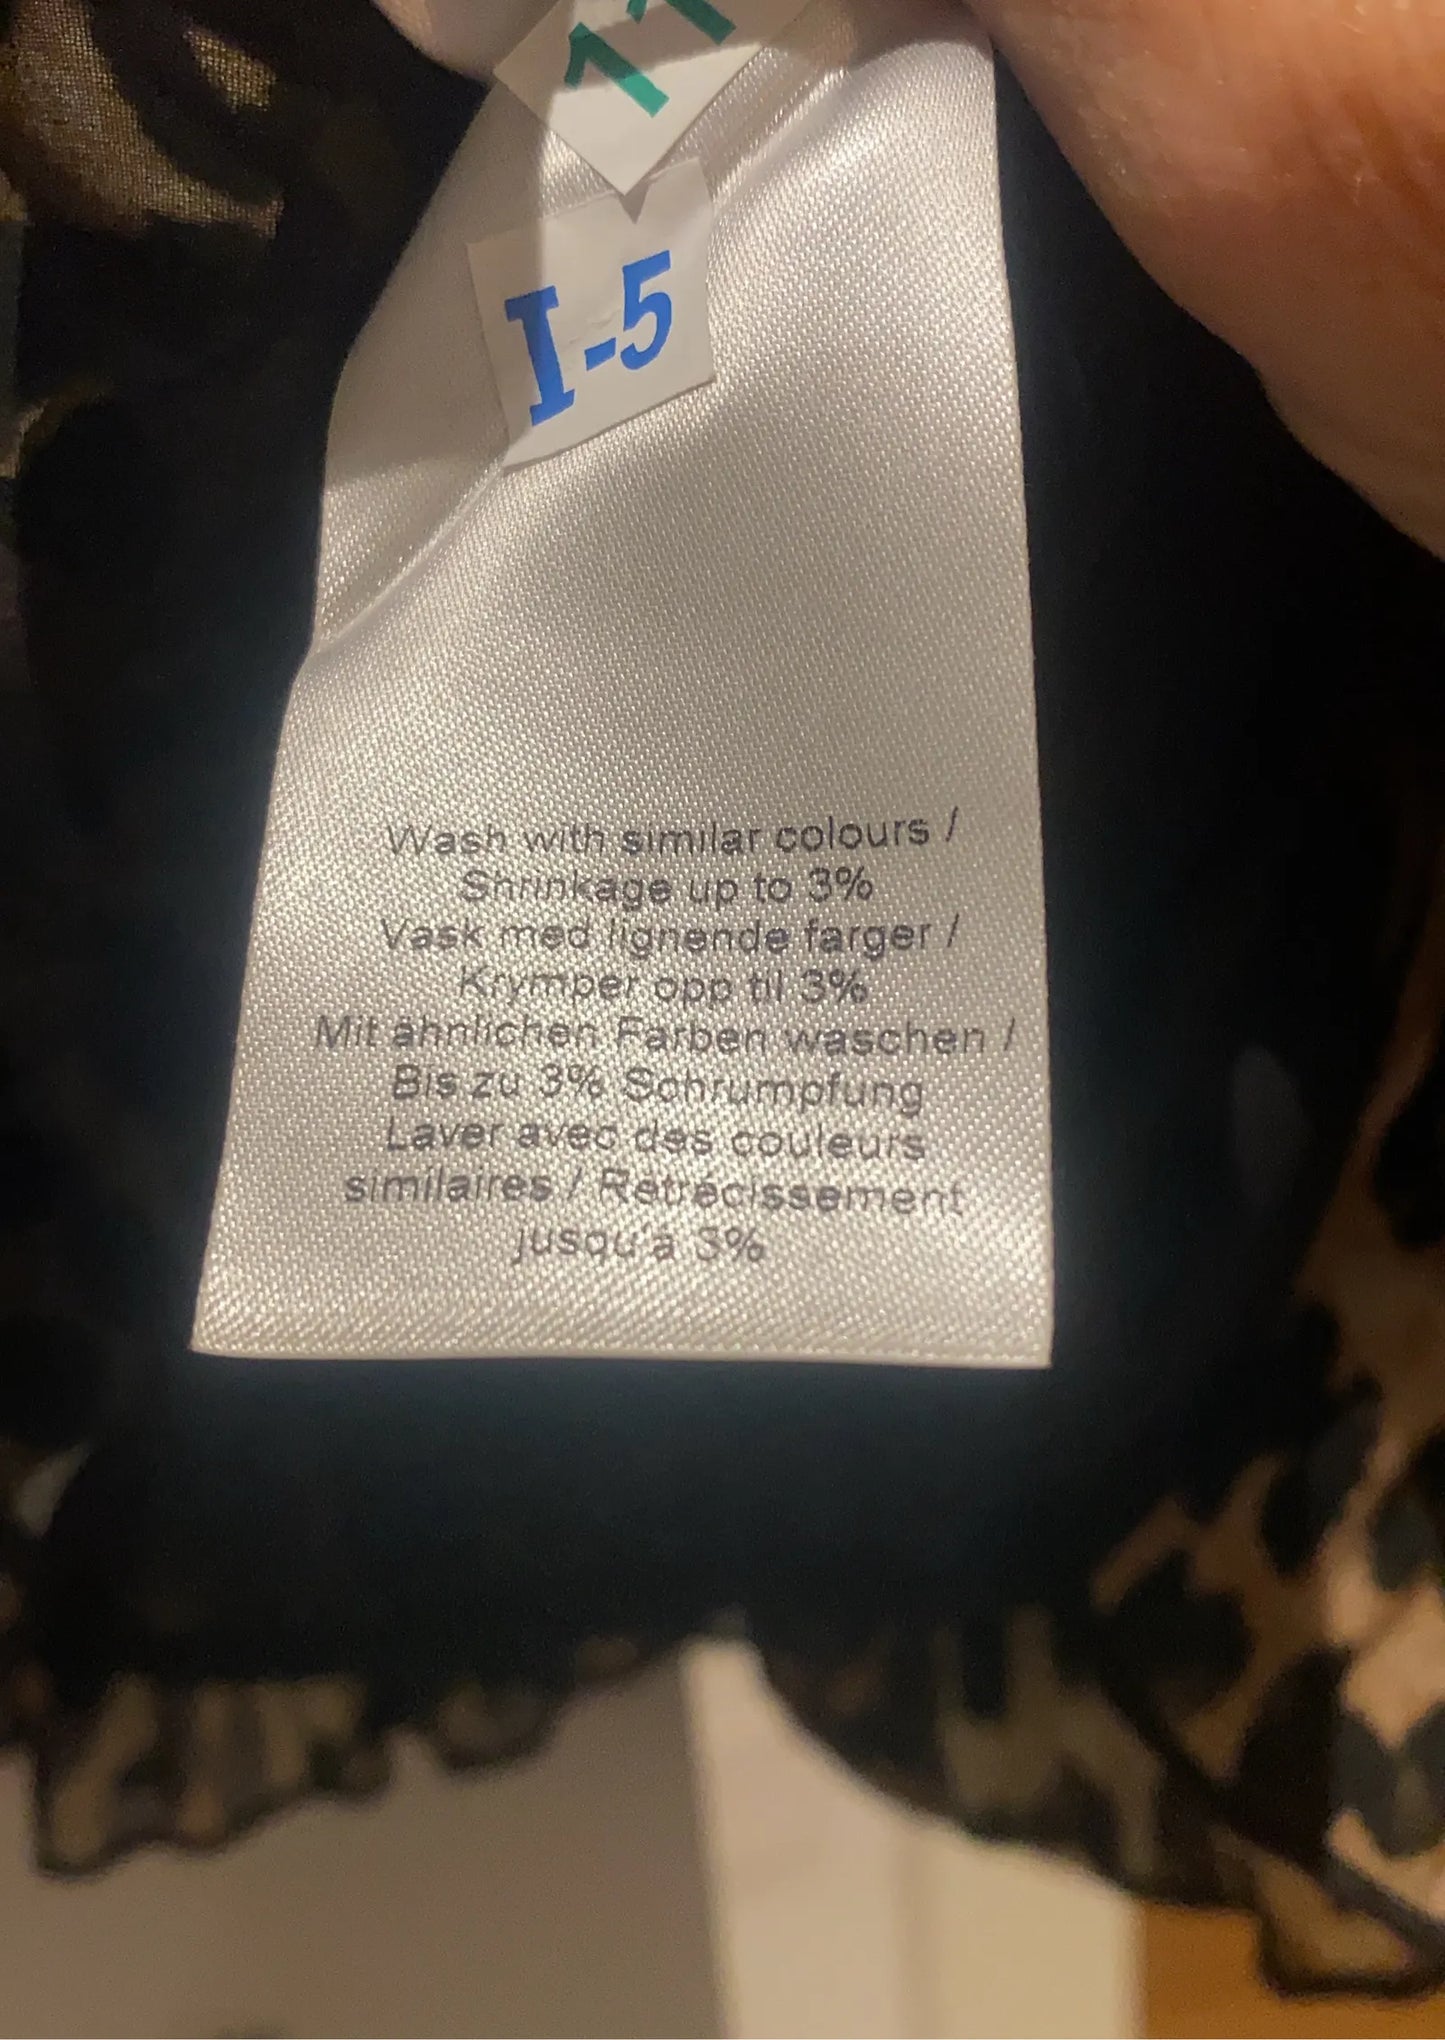 11
I-5
Wash with similar colours /
Shrinkage up to 3%
Vask med lignende farger /
Krymper opp til 3%
Mit ähnlichen Farben waschen /
Bis zu 3% Schrumpfung
Laver avec des couleurs
similaires / Rétrécissement
jusqu'à 3%